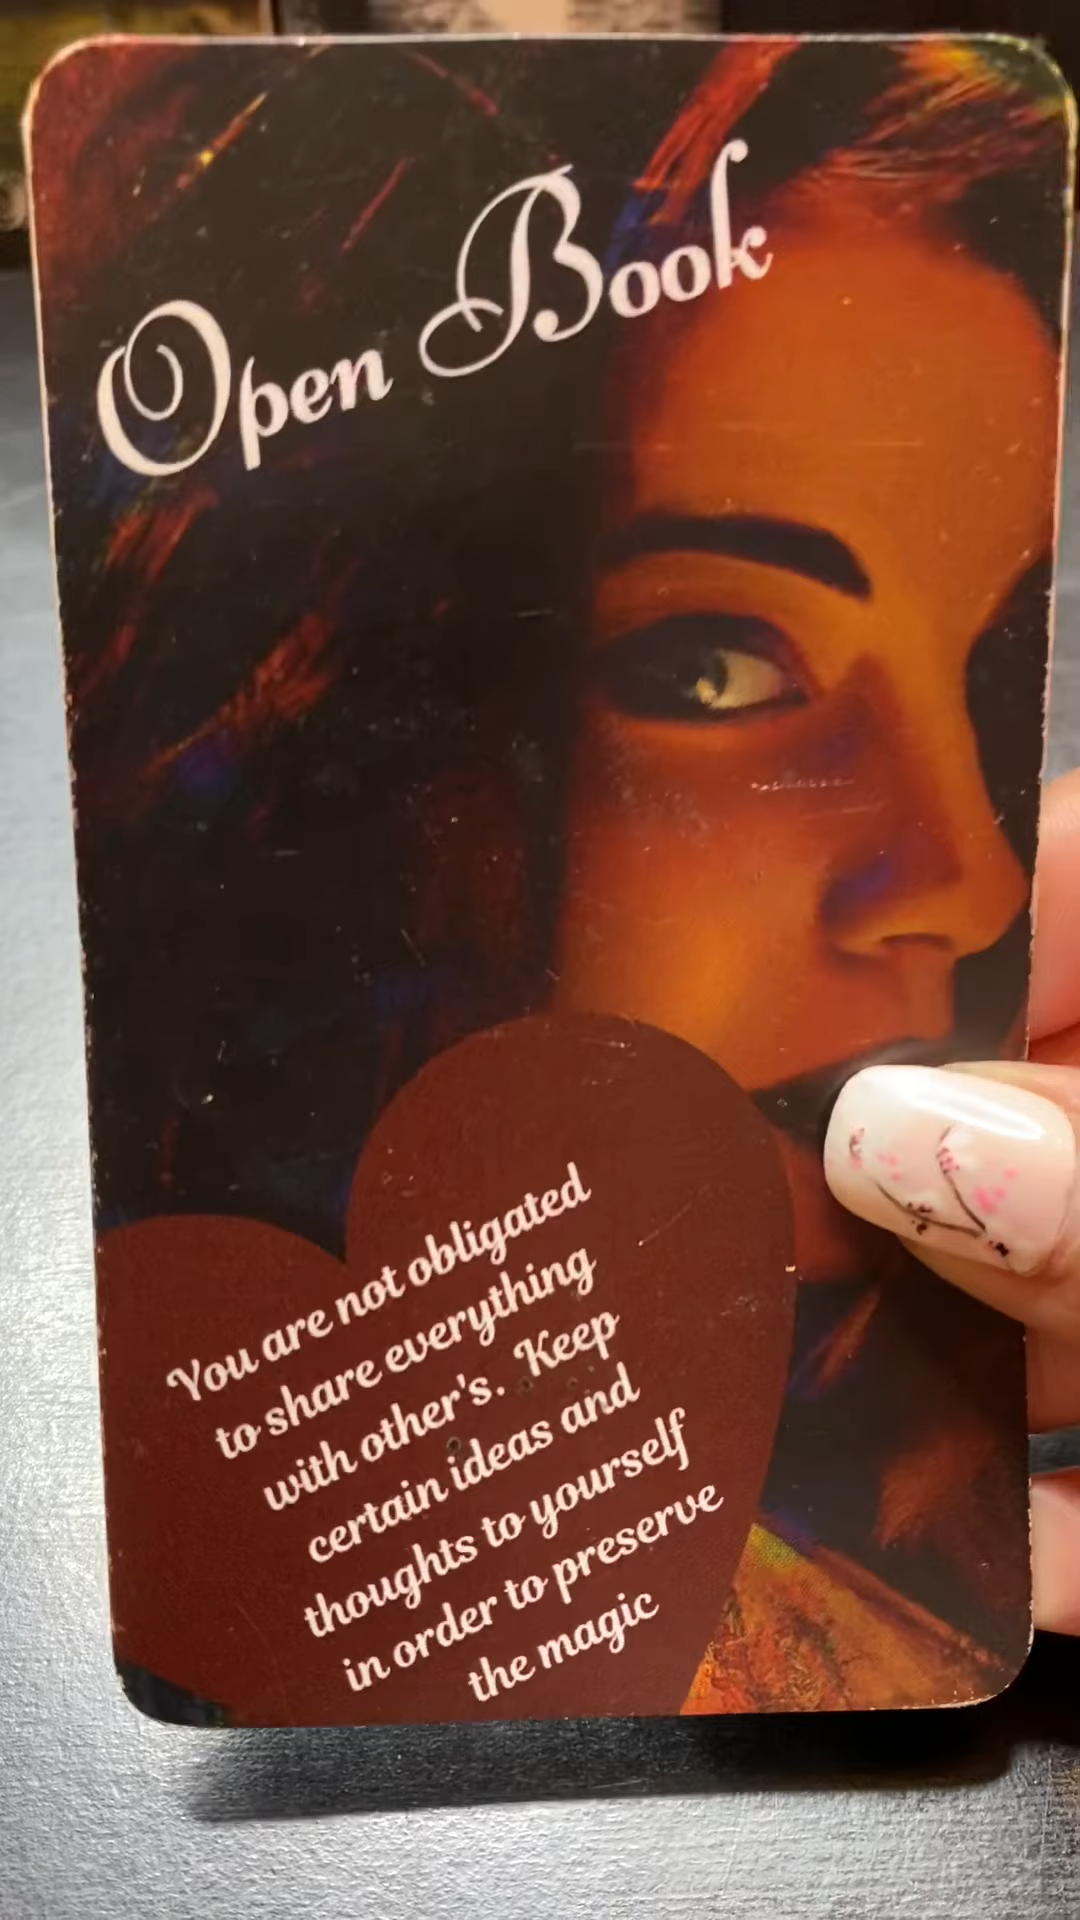 Open Book
You are not obligated
to share everything
with other's. Keep
certain ideas and
thoughts to yourself
in order to preserve
the magic